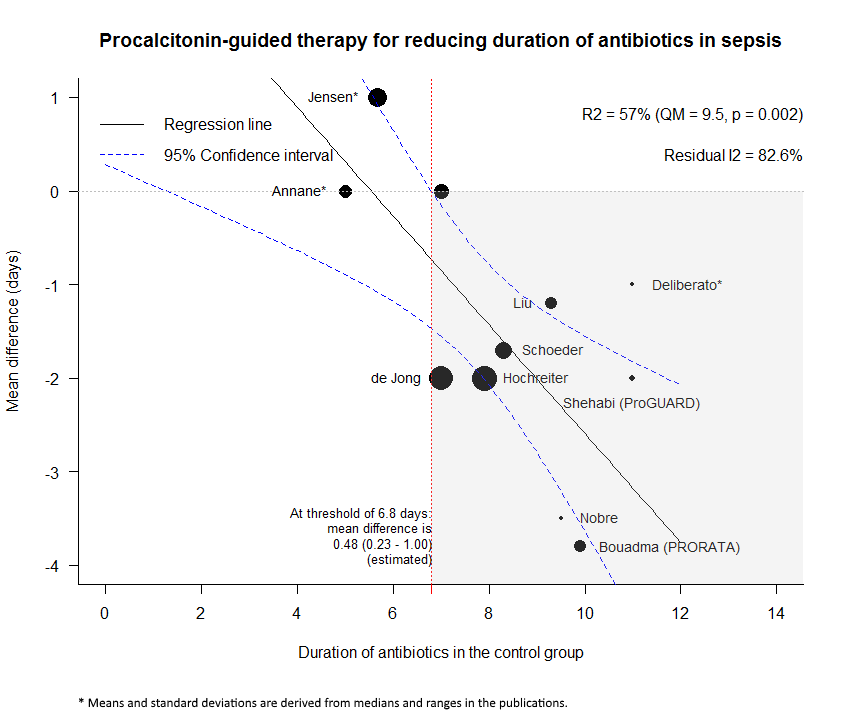 Procalcitonin-guided therapy for reducing duration of antibiotics in sepsis
R2 = 57% (QM = 9.5, p = 0.002)
Residual I2 = 82.6%
Regression line
95% Confidence interval
Jensen*
Annane*
Liu
Deliberato*
Schoeder
de Jong
Hochreiter
Shehabi (ProGUARD)
Nobre
Bouadma (PRORATA)
At threshold of 6.8 days:
mean difference is
0.48 (0.23 - 1.00)
(estimated)
Mean difference (days)
1
0
-1
-2
-3
-4
0 2 4 6 8 10 12 14
Duration of antibiotics in the control group
* Means and standard deviations are derived from medians and ranges in the publications.